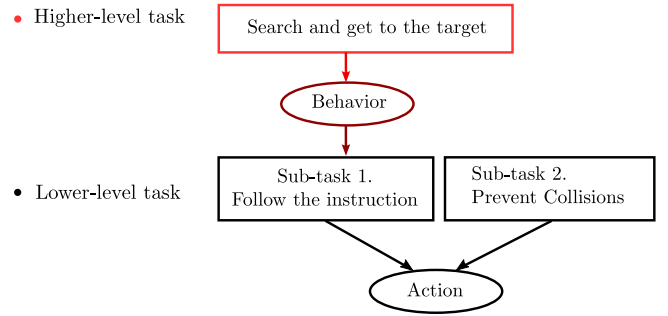 Higher-level task
Search and get to the target
Behavior
Lower-level task
Sub-task 1.
Follow the instruction
Sub-task 2.
Prevent Collisions
Action